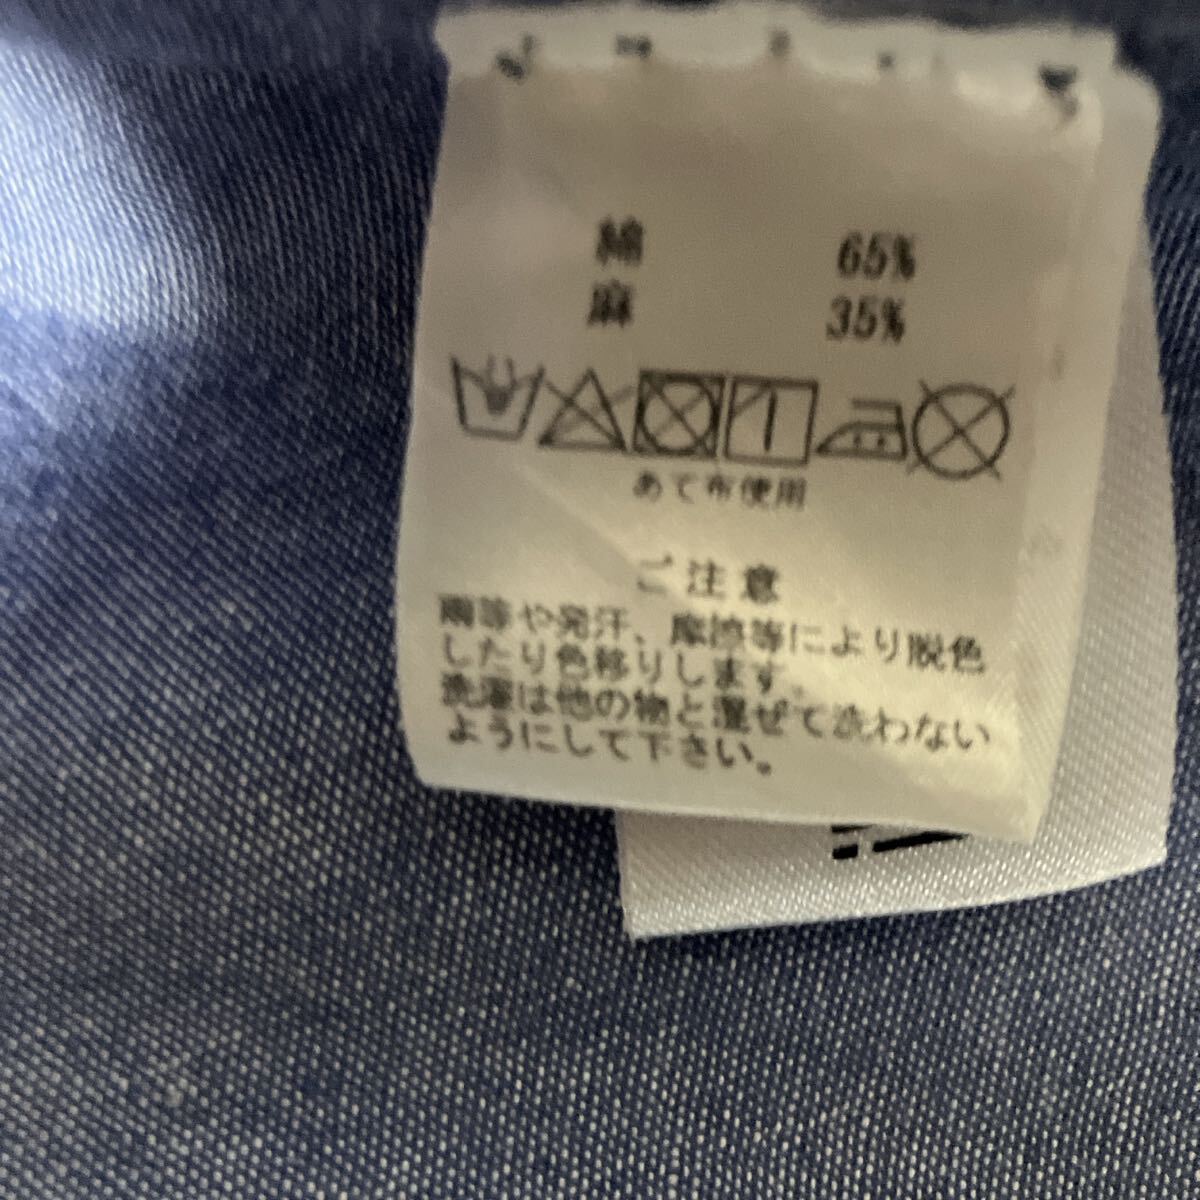 綿 65%
麻 35%
あて布使用
ご注意
雨等や発汗、摩擦等により脱色
したり色移りします。
洗濯は他の物と混ぜて洗わない
ようにして下さい。